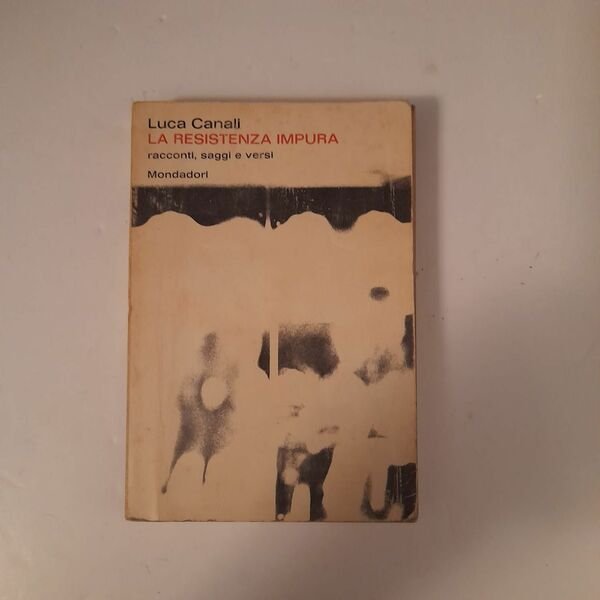 Luca Canali
LA RESISTENZA IMPURA
racconti, saggi e versi
Mondadori